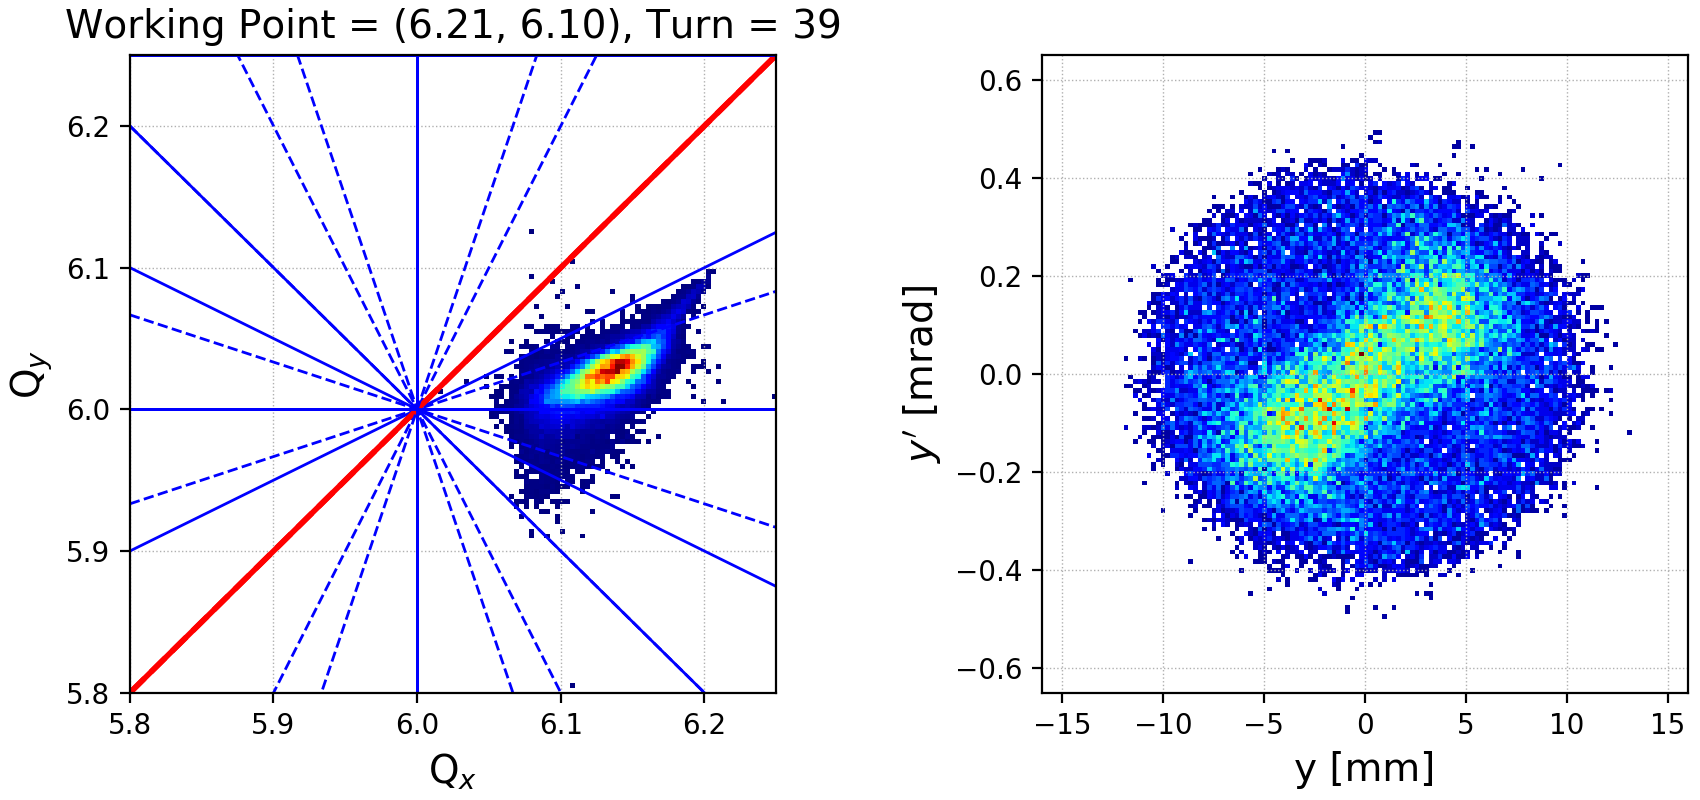 Working Point = (6.21, 6.10), Turn = 39
6.2
6.1
6.0
5.9
5.8
5.8 5.9 6.0 6.1 6.2
Qx
Qy
0.6
0.4
0.2
0.0
−0.2
−0.4
−0.6
−15 −10 −5 0 5 10 15
y [mm]
y′ [mrad]